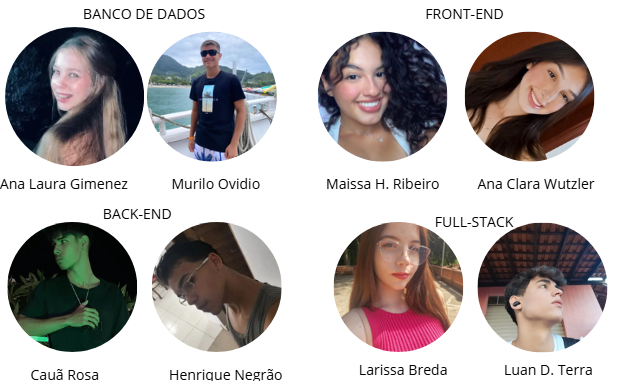 BANCO DE DADOS
FRONT-END
Ana Laura Gimenez
Murilo Ovidio
Maissa H. Ribeiro
Ana Clara Wutzler
BACK-END
FULL-STACK
Cauã Rosa
Henrique Negrão
Larissa Breda
Luan D. Terra